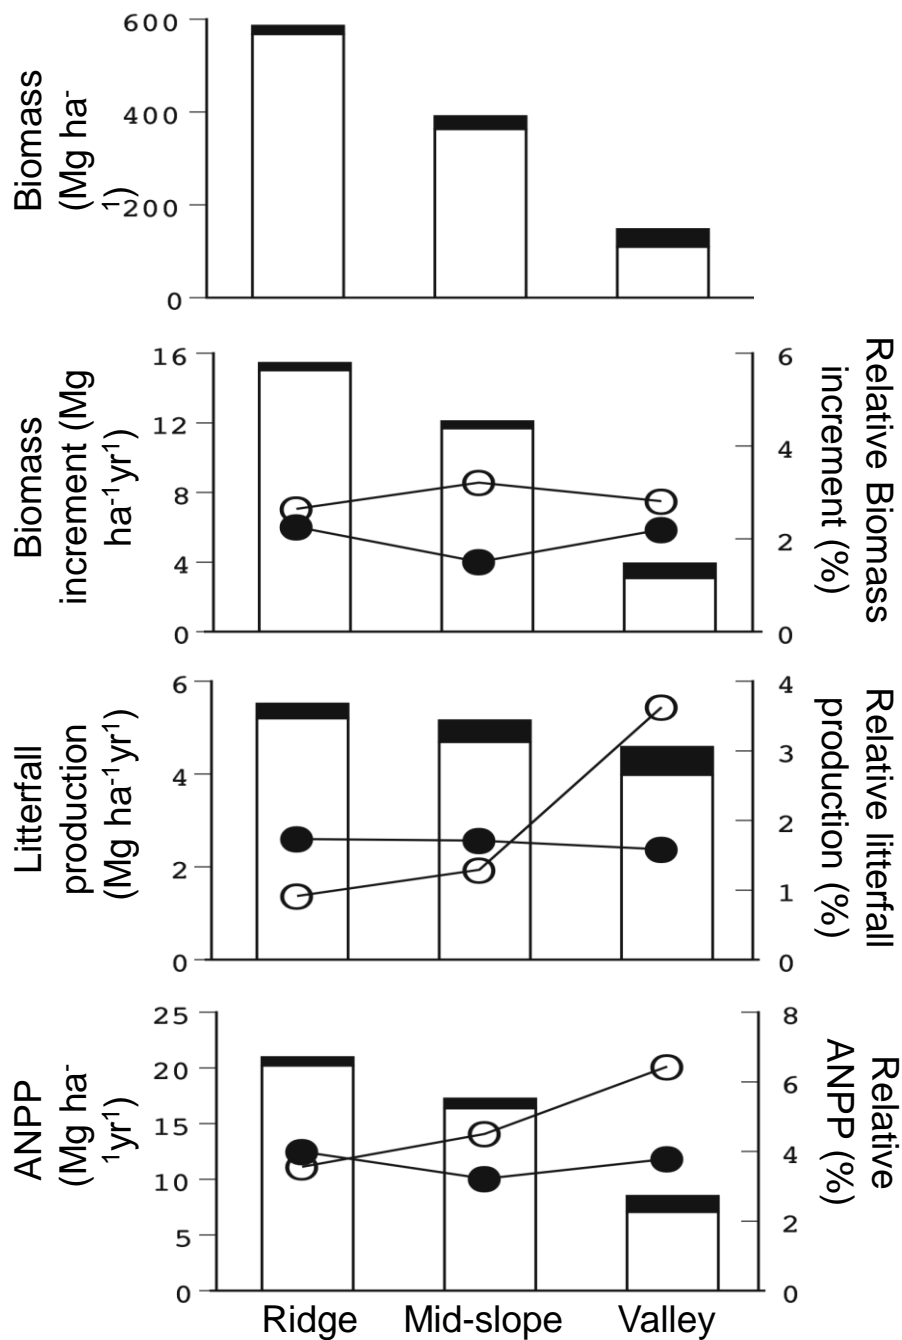 Biomass
(Mg ha-
1)
600
400
200
0
Biomass
increment (Mg
ha-1yr1)
16
12
8
4
0
6
4
2
0
Relative Biomass
increment (%)
Litterfall
production
(Mg ha-1yr1)
6
4
2
0
4
3
2
1
0
Relative litterfall
production (%)
ANPP
(Mg ha-
1yr1)
25
20
15
10
5
0
8
6
4
2
0
Relative
ANPP (%)
Ridge Mid-slope Valley